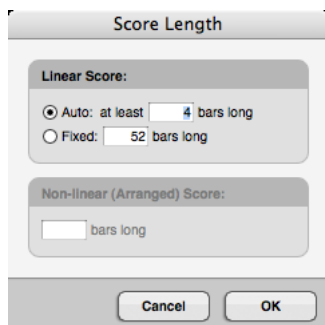 Score Length
Linear Score:
Auto: at least 4 bars long
Fixed: 52 bars long
Non-linear (Arranged) Score:
bars long
Cancel OK